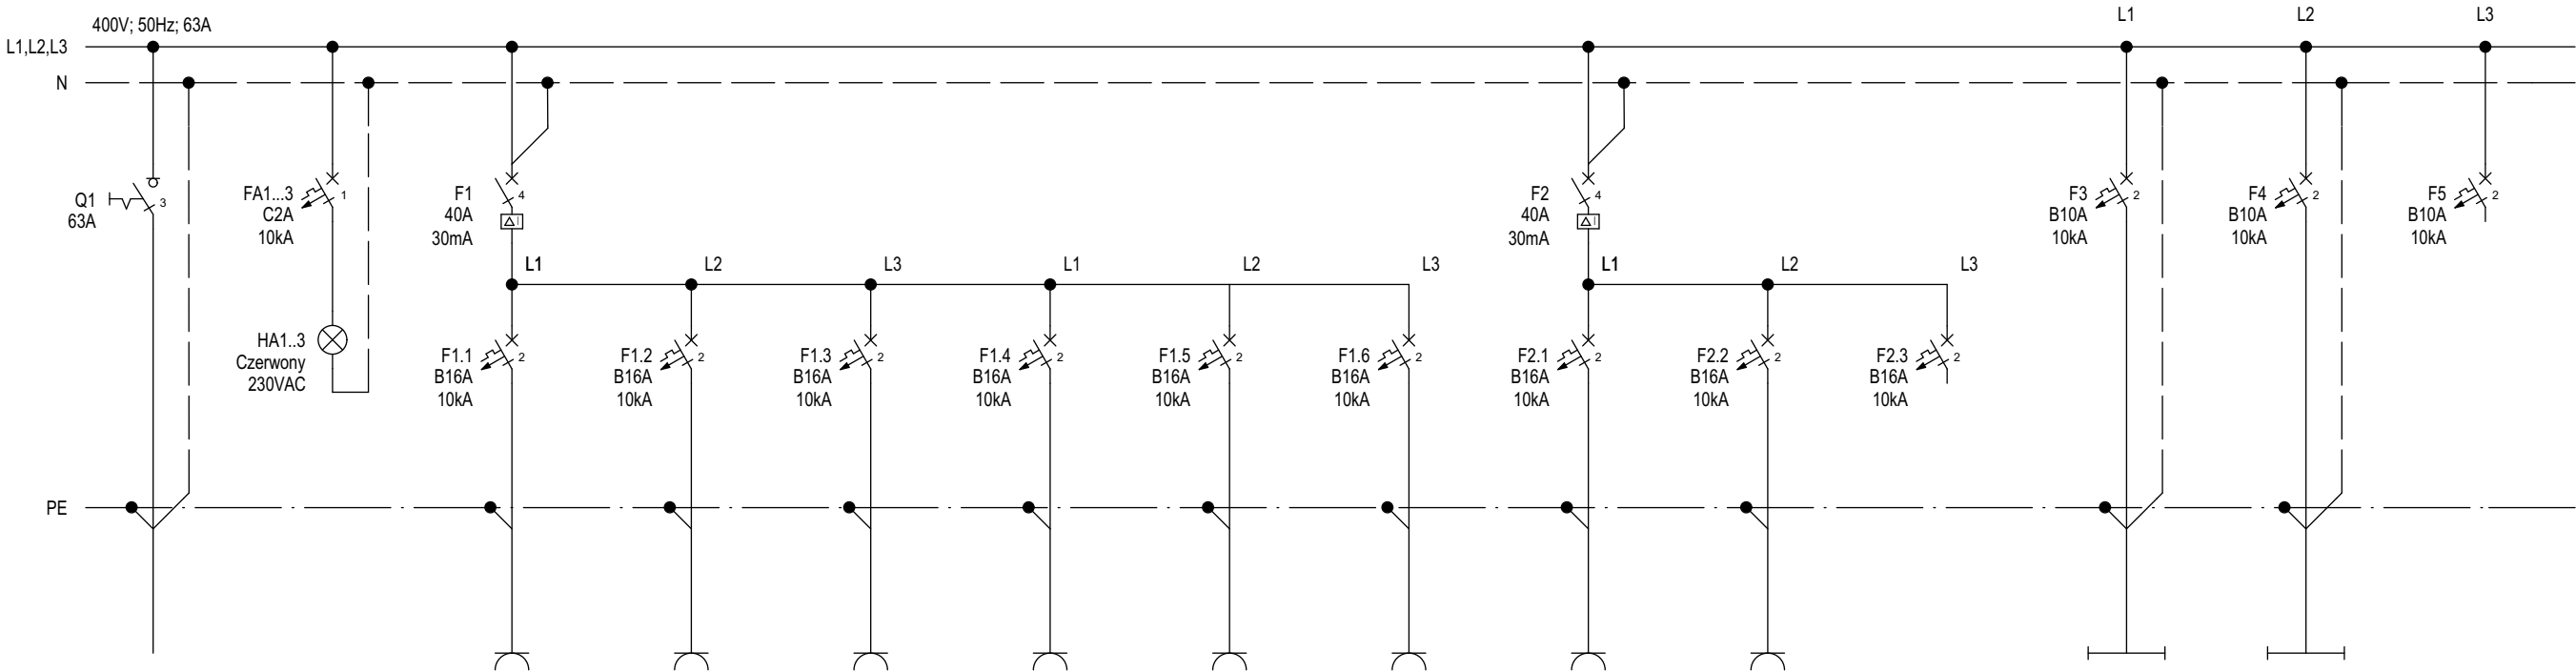 400V; 50Hz; 63A
L1 L2 L3
L1,L2,L3
N
Q1
63A
3
FA1...3
C2A
10kA
1
F1
40A
30mA
4
F2
40A
30mA
4
F3
B10A
10kA
2
F4
B10A
10kA
2
F5
B10A
10kA
2
L1 L2 L3 L1 L2 L3 L1 L2 L3
HA1..3
Czerwony
230VAC
F1.1
B16A
10kA
2
F1.2
B16A
10kA
2
F1.3
B16A
10kA
2
F1.4
B16A
10kA
2
F1.5
B16A
10kA
2
F1.6
B16A
10kA
2
F2.1
B16A
10kA
2
F2.2
B16A
10kA
2
F2.3
B16A
10kA
2
PE